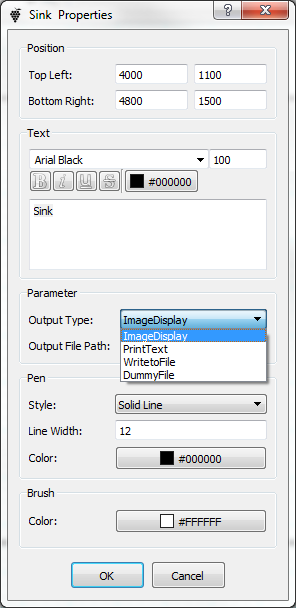 Sink Properties
Position
Top Left: 4000 1100
Bottom Right: 4800 1500
Text
Arial Black 100
B i U S #000000
Sink
Parameter
Output Type: ImageDisplay
ImageDisplay
Output File Path: PrintText
WritetoFile
DummyFile
Pen
Style: Solid Line
Line Width: 12
Color: #000000
Brush
Color: #FFFFFF
OK Cancel